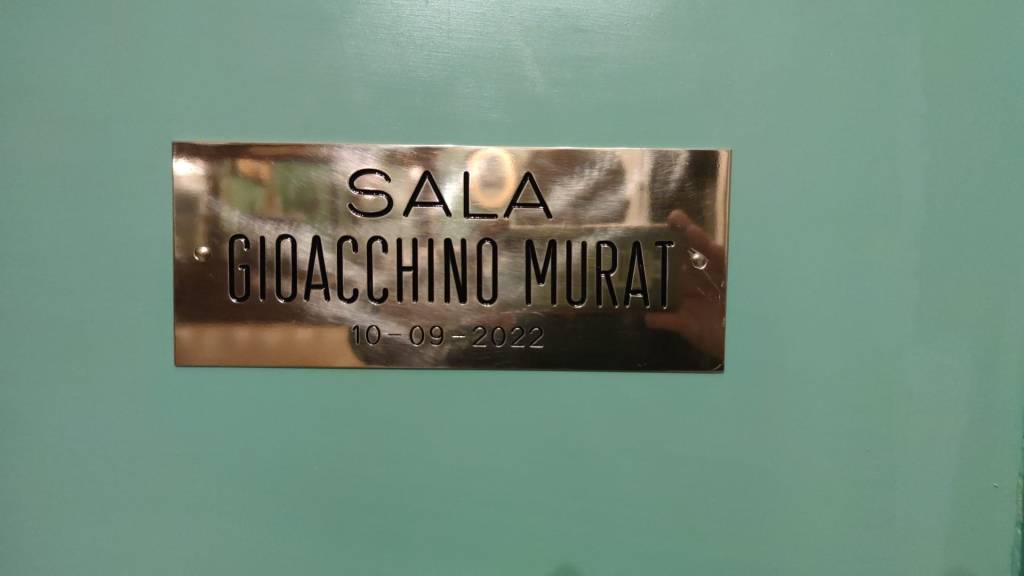 SALA
GIOACCHINO MURAT
10-09-2022